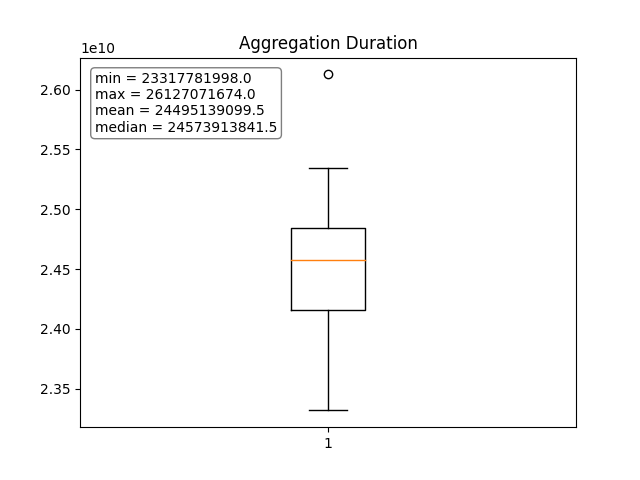 Aggregation Duration
1e10
min = 23317781998.0
max = 26127071674.0
mean = 24495139099.5
median = 24573913841.5
2.60
2.55
2.50
2.45
2.40
2.35
1